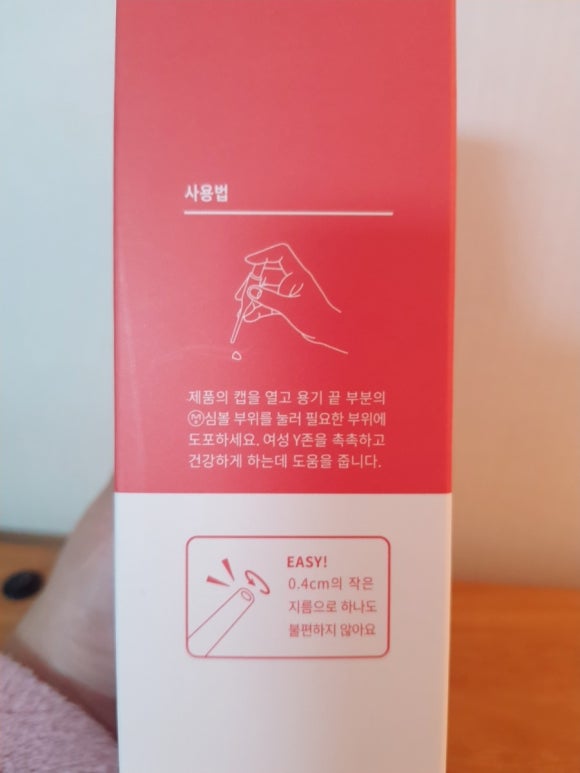 사용법
제품의 캡을 열고 용기 끝 부분의
심볼 부위를 눌러 필요한 부위에
도포하세요. 여성 Y존을 촉촉하고
건강하게 하는데 도움을 줍니다.
EASY!
0.4cm의 작은
지름으로 하나도
불편하지 않아요